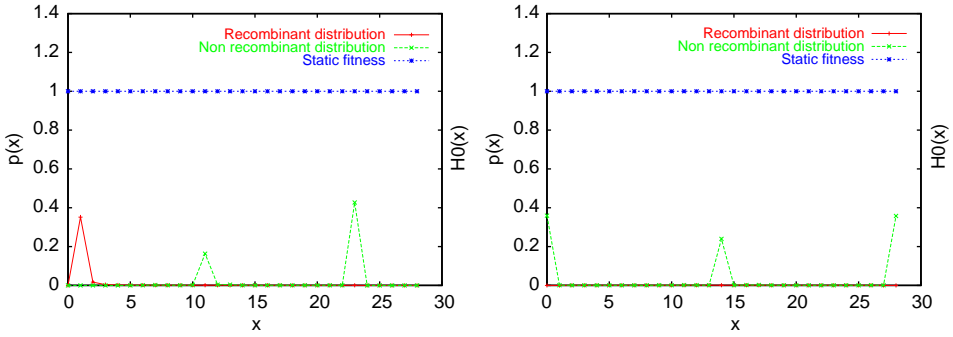 1.4
1.2
1
0.8
0.6
0.4
0.2
0
0 5 10 15 20 25 30
x
p(x)
H0(x)
Recombinant distribution
Non recombinant distribution
Static fitness
1.4
1.2
1
0.8
0.6
0.4
0.2
0
0 5 10 15 20 25 30
x
p(x)
H0(x)
Recombinant distribution
Non recombinant distribution
Static fitness